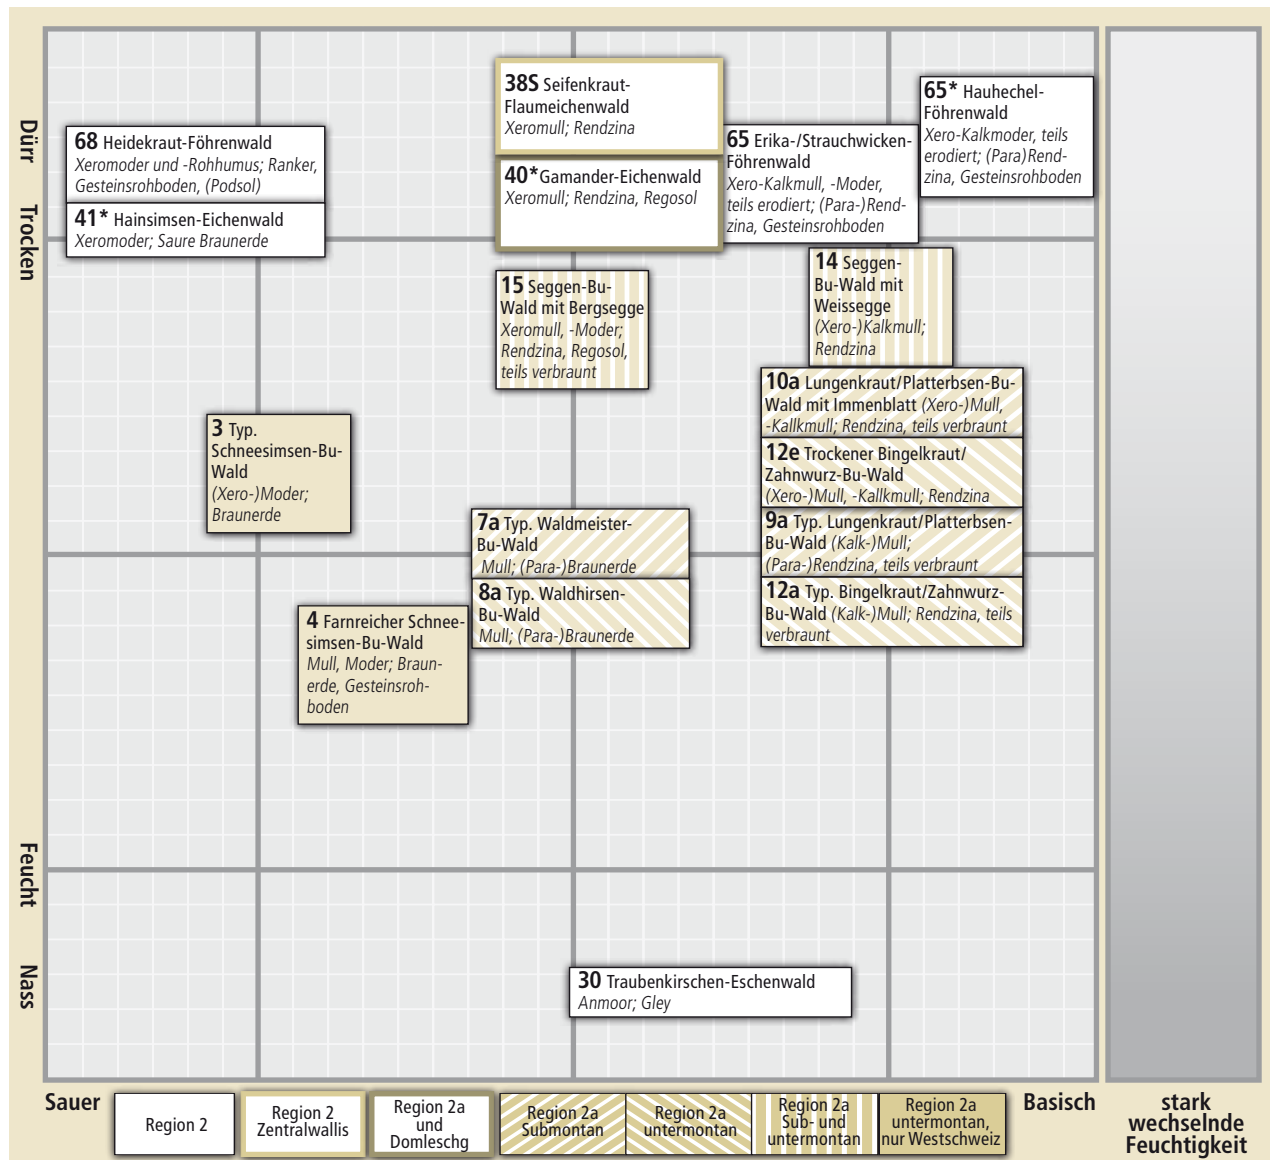 Dürr
Trocken
Feucht
Nass
68 Heidekraut-Föhrenwald
Xeromoder und -Rohhumus; Ranker,
Gesteinsrohboden, (Podsol)
41* Hainsimsen-Eichenwald
Xeromoder; Saure Braunerde
38S Seifenkraut-
Flaumeichenwald
Xeromull; Rendzina
40*Gamander-Eichenwald
Xeromull; Rendzina, Regosol
65 Erika-/Strauchwicken-
Föhrenwald
Xero-Kalkmull, -Moder,
teils erodiert; (Para-)Rend-
zina, Gesteinsrohboden
65* Hauhechel-
Föhrenwald
Xero-Kalkmoder, teils
erodiert; (Para)Rend-
zina, Gesteinsrohboden
15 Seggen-Bu-
Wald mit Bergsegge
Xeromull, -Moder;
Rendzina, Regosol,
teils verbraunt
14 Seggen-
Bu-Wald mit
Weissegge
(Xero-)Kalkmull;
Rendzina
10a Lungenkraut/Platterbsen-Bu-
Wald mit Immenblatt (Xero-)Mull,
-Kallkmull; Rendzina, teils verbraunt
12e Trockener Bingelkraut/
Zahnwurz-Bu-Wald
(Xero-)Mull, -Kallkmull; Rendzina
9a Typ. Lungenkraut/Platterbsen-
Bu-Wald (Kalk-)Mull;
(Para-)Rendzina, teils verbraunt
12a Typ. Bingelkraut/Zahnwurz-
Bu-Wald (Kalk-)Mull; Rendzina, teils
verbraunt
3 Typ.
Schneesimsen-Bu-
Wald
(Xero-)Moder;
Braunerde
7a Typ. Waldmeister-
Bu-Wald
Mull; (Para-)Braunerde
8a Typ. Waldhirsen-
Bu-Wald
Mull; (Para-)Braunerde
4 Farnreicher Schnee-
simsen-Bu-Wald
Mull, Moder; Braun-
erde, Gesteinsroh-
boden
30 Traubenkirschen-Eschenwald
Anmoor; Gley
Sauer
Region 2
Region 2
Zentralwallis
Region 2a
und
Domleschg
Region 2a
Submontan
Region 2a
untermontan
Region 2a
Sub- und
untermontan
Region 2a
untermontan,
nur Westschweiz
Basisch
stark
wechselnde
Feuchtigkeit